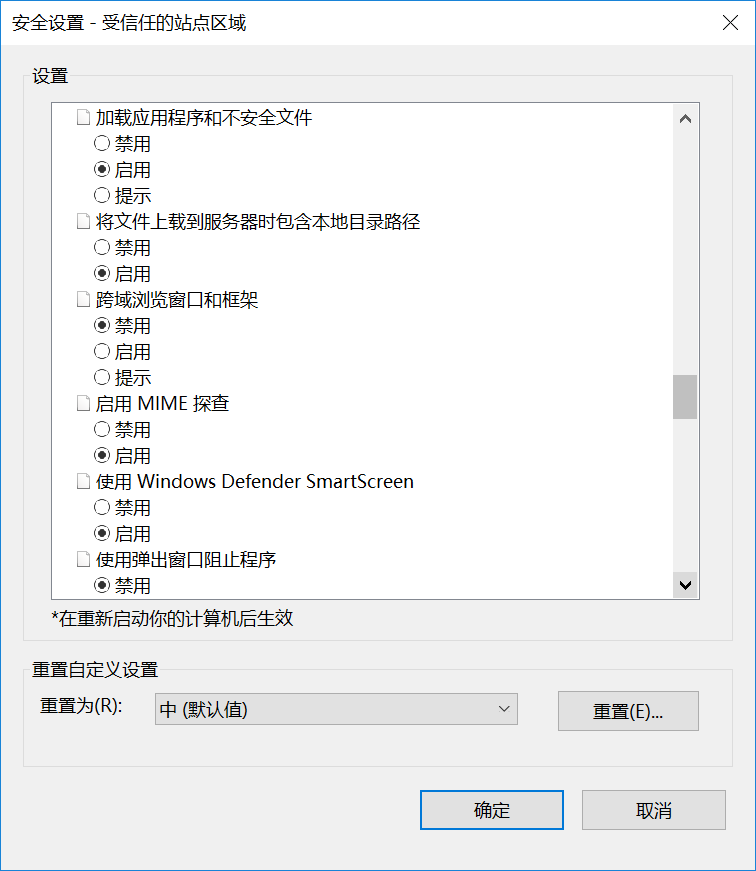 安全设置 - 受信任的站点区域
设置
加载应用程序和不安全文件
禁用
启用
提示
将文件上载到服务器时包含本地目录路径
禁用
启用
跨域浏览窗口和框架
禁用
启用
提示
启用 MIME 探查
禁用
启用
使用 Windows Defender SmartScreen
禁用
启用
使用弹出窗口阻止程序
禁用
*在重新启动你的计算机后生效
重置自定义设置
重置为(R):
中 (默认值)
重置(E)...
确定
取消